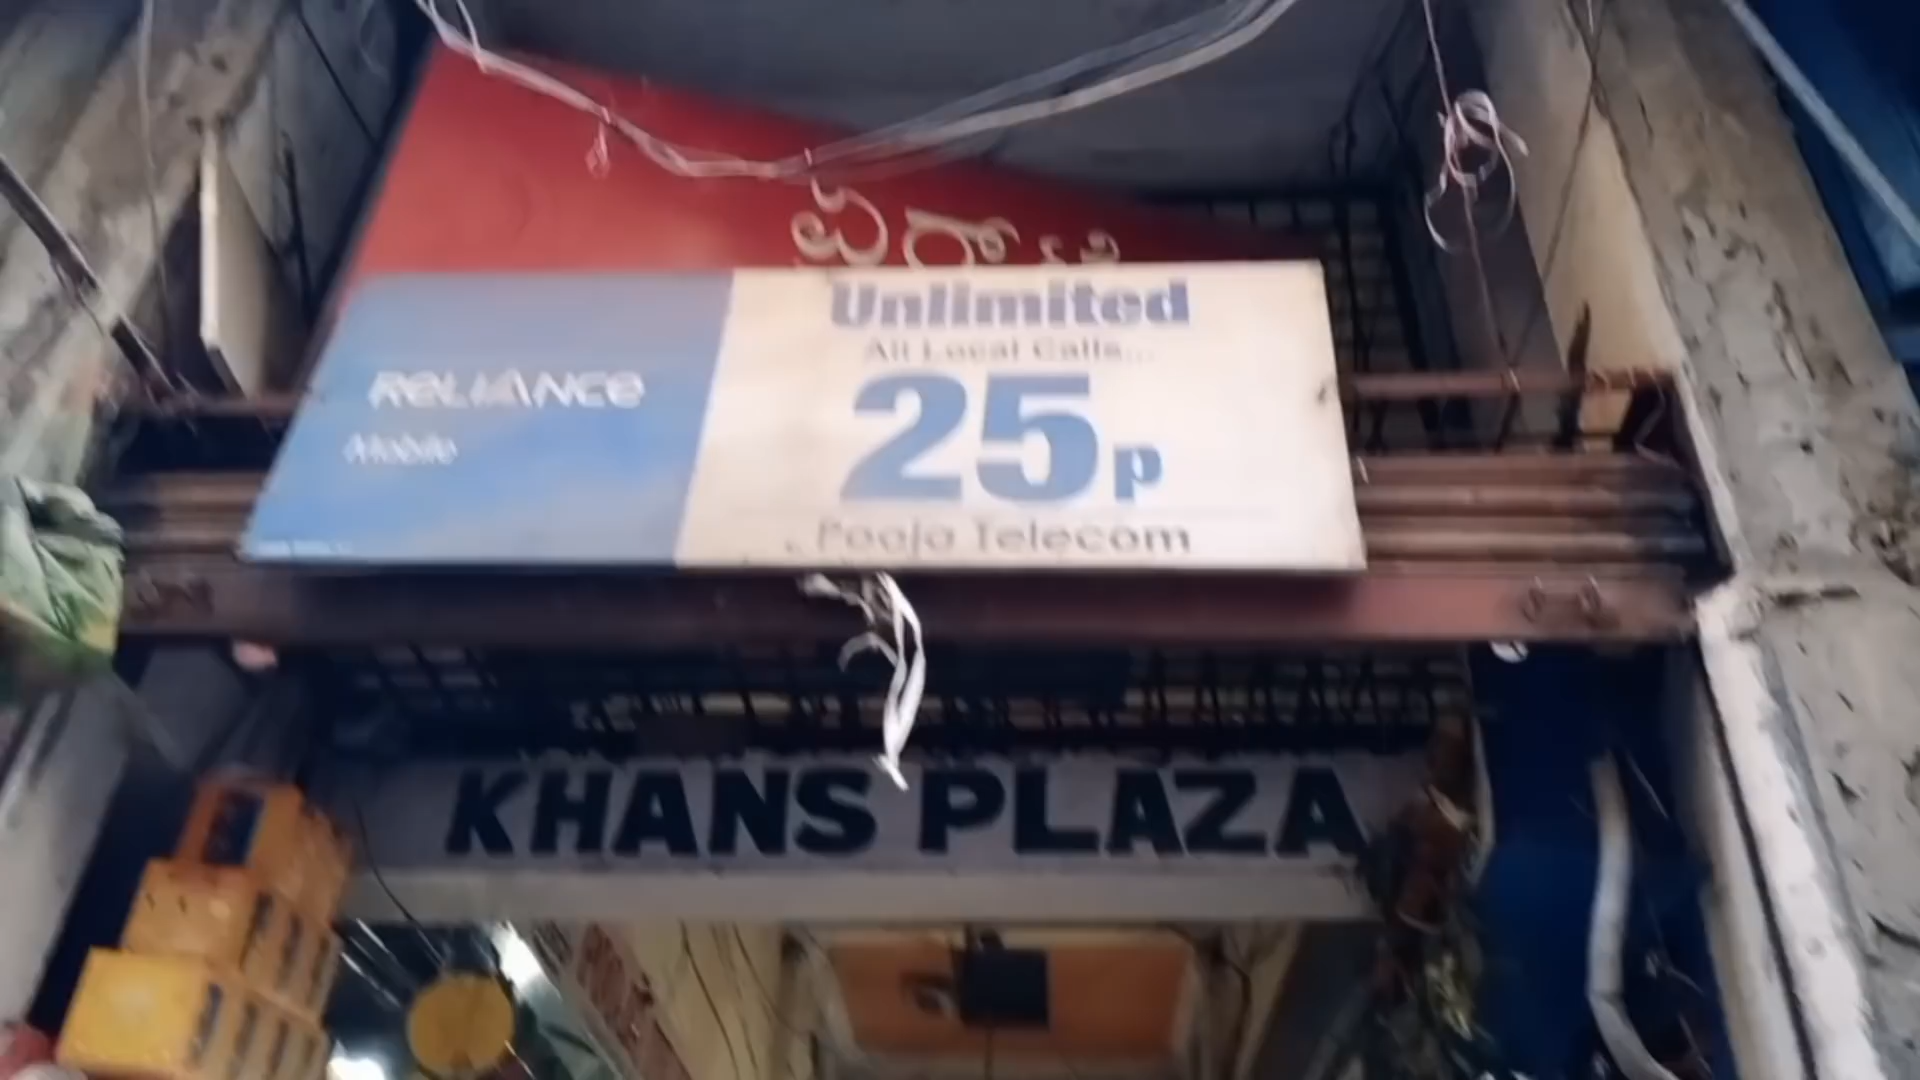 RELIANCE
Mobile
Unlimited
All Local Calls...
25p
Pooja Telecom
KHANS PLAZA